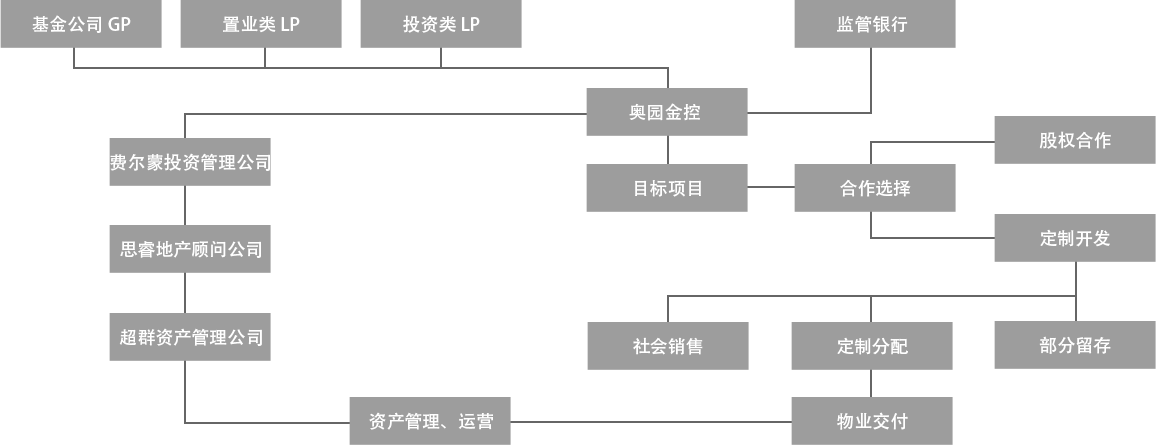 基金公司 GP
置业类 LP
投资类 LP
监管银行
奥园金控
股权合作
费尔蒙投资管理公司
目标项目
合作选择
思睿地产顾问公司
定制开发
超群资产管理公司
社会销售
定制分配
部分留存
资产管理、运营
物业交付